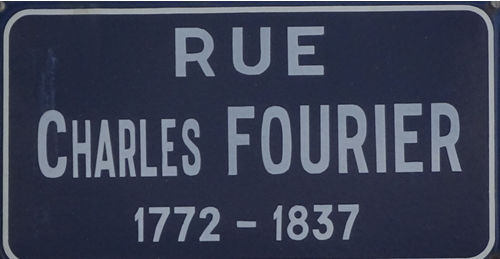 RUE
CHARLES FOURIER
1772 - 1837